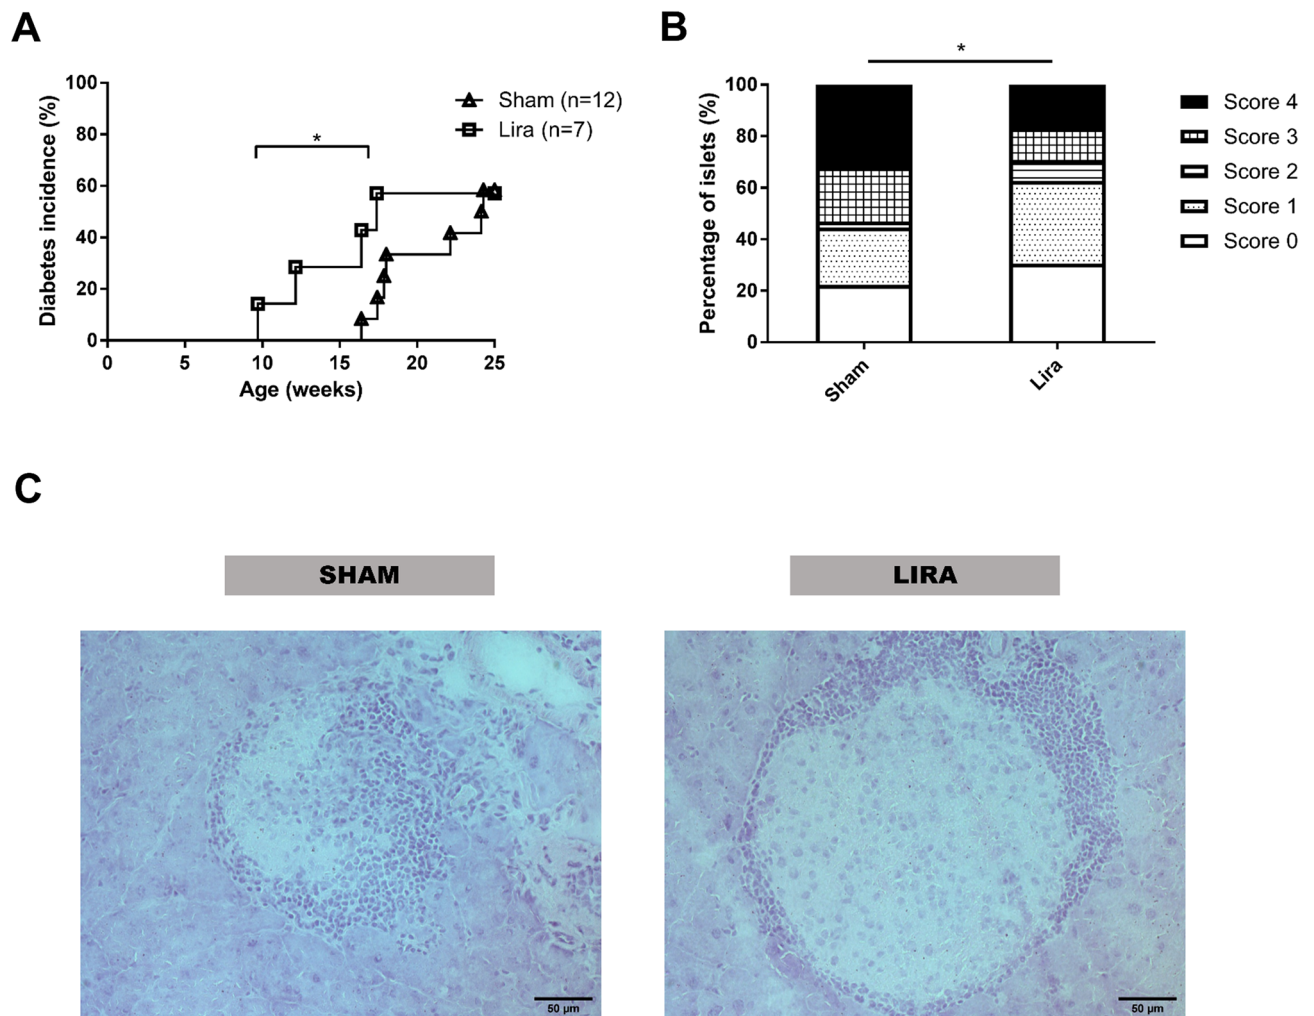 A
Diabetes incidence (%)
100
80
60
40
20
0
0 5 10 15 20 25
Age (weeks)
*
Sham (n=12)
Lira (n=7)
B
Percentage of islets (%)
100
80
60
40
20
0
*
Sham
Lira
Score 4
Score 3
Score 2
Score 1
Score 0
C
SHAM
LIRA
50 µm
50 µm